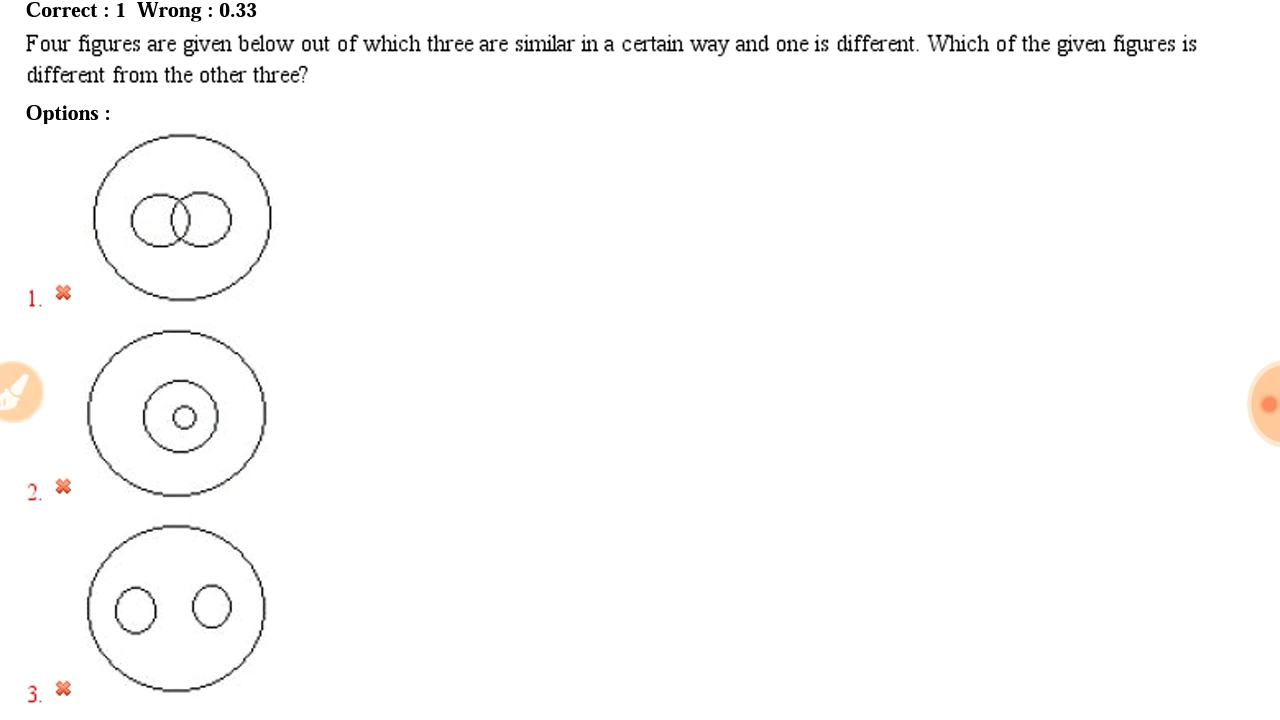 Correct : 1 Wrong : 0.33
Four figures are given below out of which three are similar in a certain way and one is different. Which of the given figures is
different from the other three?
Options :
1.
2.
3.